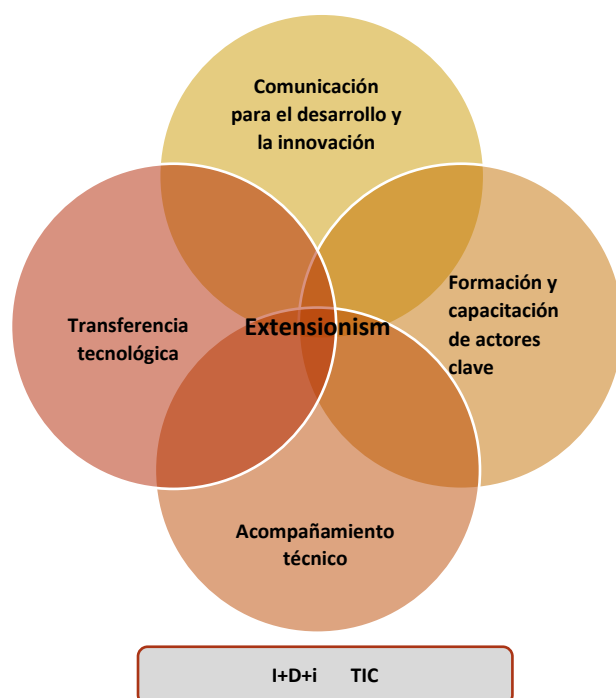 Comunicación
para el desarrollo y
la innovación
Transferencia
tecnológica
Extensionism
Formación y
capacitación
de actores
clave
Acompañamiento
técnico
I+D+i TIC